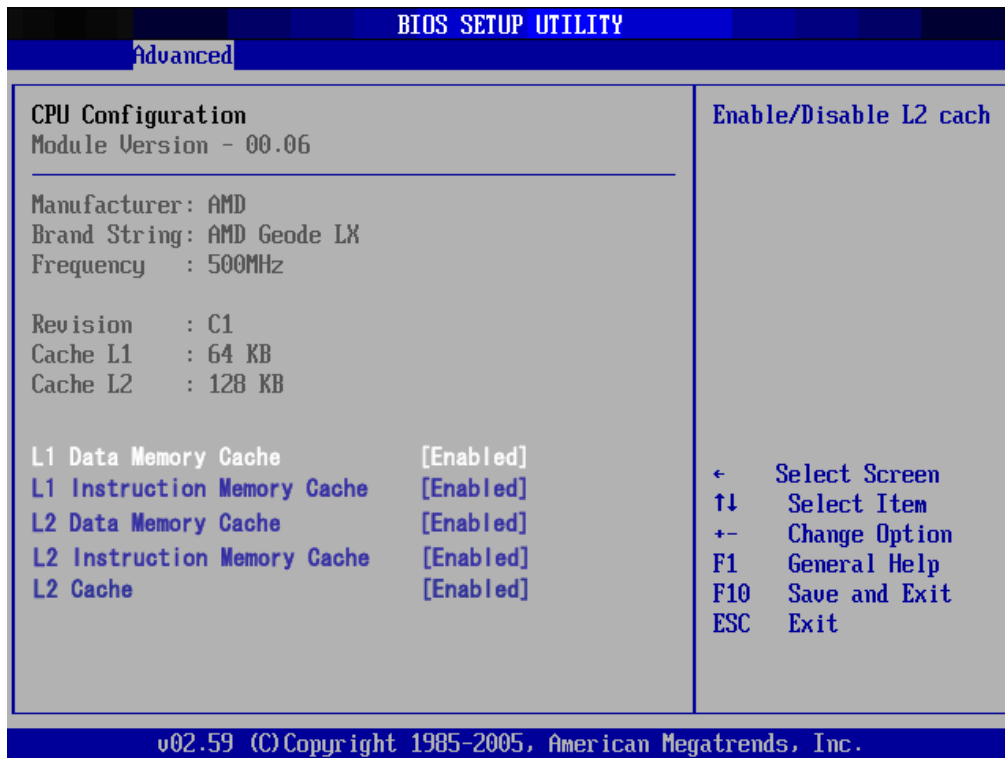 BIOS SETUP UTILITY
Advanced
CPU Configuration
Module Version - 00.06
Manufacturer: AMD
Brand String: AMD Geode LX
Frequency : 500MHz
Revision : C1
Cache L1 : 64 KB
Cache L2 : 128 KB
L1 Data Memory Cache [Enabled]
L1 Instruction Memory Cache [Enabled]
L2 Data Memory Cache [Enabled]
L2 Instruction Memory Cache [Enabled]
L2 Cache [Enabled]
Enable/Disable L2 cach
← Select Screen
↑↓ Select Item
+- Change Option
F1 General Help
F10 Save and Exit
ESC Exit
v02.59 (C)Copyright 1985-2005, American Megatrends, Inc.